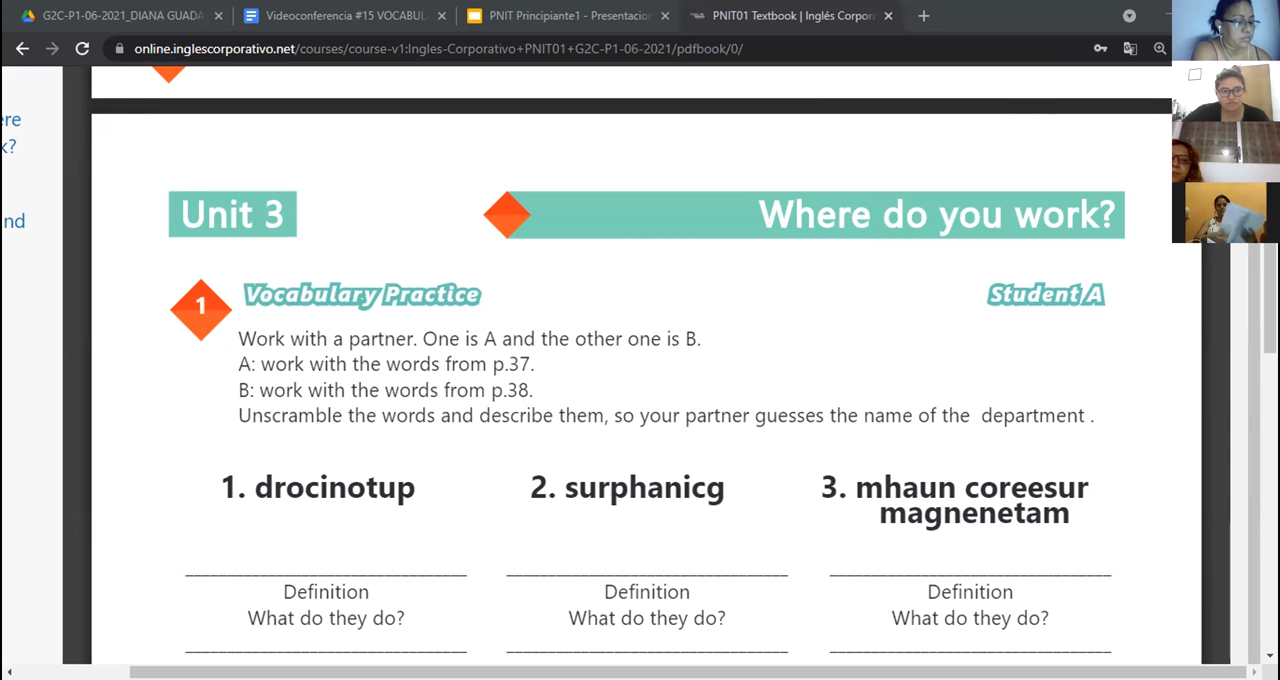 G2C-P1-06-2021_DIANA GUADA
Videoconferencia #15 VOCABUL
PNIT Principiante1 - Presentacion
PNIT01 Textbook | Inglés Corpor
online.inglescorporativo.net/courses/course-v1:Ingles-Corporativo+PNIT01+G2C-P1-06-2021/pdfbook/0/
ere
k?
nd
Unit 3
Where do you work?
1
Vocabulary Practice
Student A
Work with a partner. One is A and the other one is B.
A: work with the words from p.37.
B: work with the words from p.38.
Unscramble the words and describe them, so your partner guesses the name of the department .
1. drocinotup
2. surphanicg
3. mhaun coreesur
magnenetam
Definition
Definition
Definition
What do they do?
What do they do?
What do they do?